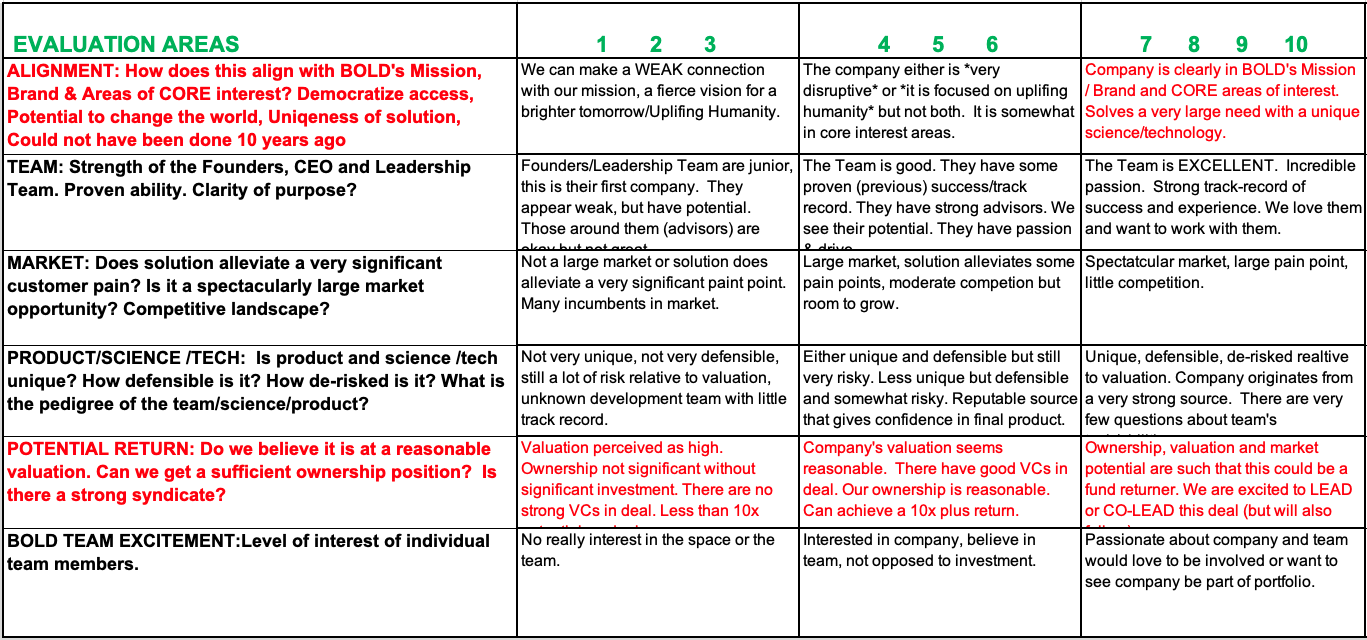 EVALUATION AREAS
1 2 3
4 5 6
7 8 9 10
ALIGNMENT: How does this align with BOLD's Mission,
Brand & Areas of CORE interest? Democratize access,
Potential to change the world, Uniqeness of solution,
Could not have been done 10 years ago
We can make a WEAK connection
with our mission, a fierce vision for a
brighter tomorrow/Uplifing Humanity.
The company either is *very
disruptive* or *it is focused on uplifing
humanity* but not both. It is somewhat
in core interest areas.
Company is clearly in BOLD's Mission
/ Brand and CORE areas of interest.
Solves a very large need with a unique
science/technology.
TEAM: Strength of the Founders, CEO and Leadership
Team. Proven ability. Clarity of purpose?
Founders/Leadership Team are junior,
this is their first company. They
appear weak, but have potential.
Those around them (advisors) are
okay but not great
The Team is good. They have some
proven (previous) success/track
record. They have strong advisors. We
see their potential. They have passion
& drive
The Team is EXCELLENT. Incredible
passion. Strong track-record of
success and experience. We love them
and want to work with them.
MARKET: Does solution alleviate a very significant
customer pain? Is it a spectacularly large market
opportunity? Competitive landscape?
Not a large market or solution does
alleviate a very significant paint point.
Many incumbents in market.
Large market, solution alleviates some
pain points, moderate competion but
room to grow.
Spectatcular market, large pain point,
little competition.
PRODUCT/SCIENCE /TECH: Is product and science /tech
unique? How defensible is it? How de-risked is it? What is
the pedigree of the team/science/product?
Not very unique, not very defensible,
still a lot of risk relative to valuation,
unknown development team with little
track record.
Either unique and defensible but still
very risky. Less unique but defensible
and somewhat risky. Reputable source
that gives confidence in final product.
Unique, defensible, de-risked realtive
to valuation. Company originates from
a very strong source. There are very
few questions about team's
POTENTIAL RETURN: Do we believe it is at a reasonable
valuation. Can we get a sufficient ownership position? Is
there a strong syndicate?
Valuation perceived as high.
Ownership not significant without
significant investment. There are no
strong VCs in deal. Less than 10x
Company's valuation seems
reasonable. There have good VCs in
deal. Our ownership is reasonable.
Can achieve a 10x plus return.
Ownership, valuation and market
potential are such that this could be a
fund returner. We are excited to LEAD
or CO-LEAD this deal (but will also
BOLD TEAM EXCITEMENT:Level of interest of individual
team members.
No really interest in the space or the
team.
Interested in company, believe in
team, not opposed to investment.
Passionate about company and team
would love to be involved or want to
see company be part of portfolio.